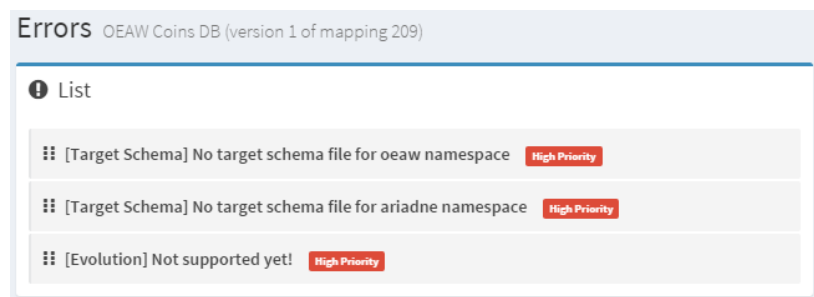 Errors OEAW Coins DB (version 1 of mapping 209)
List
[Target Schema] No target schema file for oeaw namespace High Priority
[Target Schema] No target schema file for ariadne namespace High Priority
[Evolution] Not supported yet! High Priority